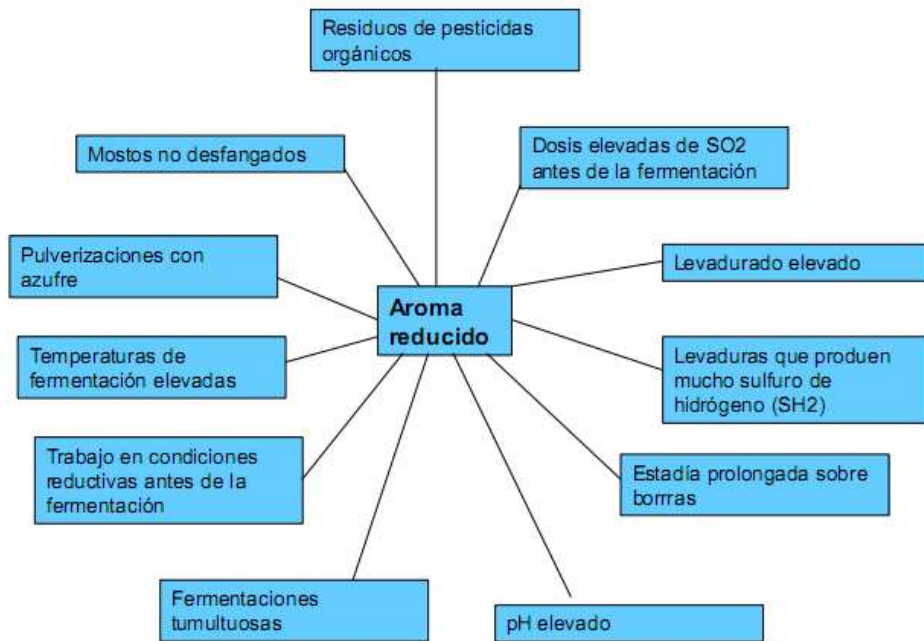 Residuos de pesticidas
orgánicos
Mostos no desfangados
Dosis elevadas de SO2
antes de la fermentación
Pulverizaciones con
azufre
Levadurado elevado
Aroma
reducido
Temperaturas de
fermentación elevadas
Levaduras que produen
mucho sulfuro de
hidrógeno (SH2)
Trabajo en condiciones
reductivas antes de la
fermentación
Estadía prolongada sobre
borrras
Fermentaciones
tumultuosas
pH elevado